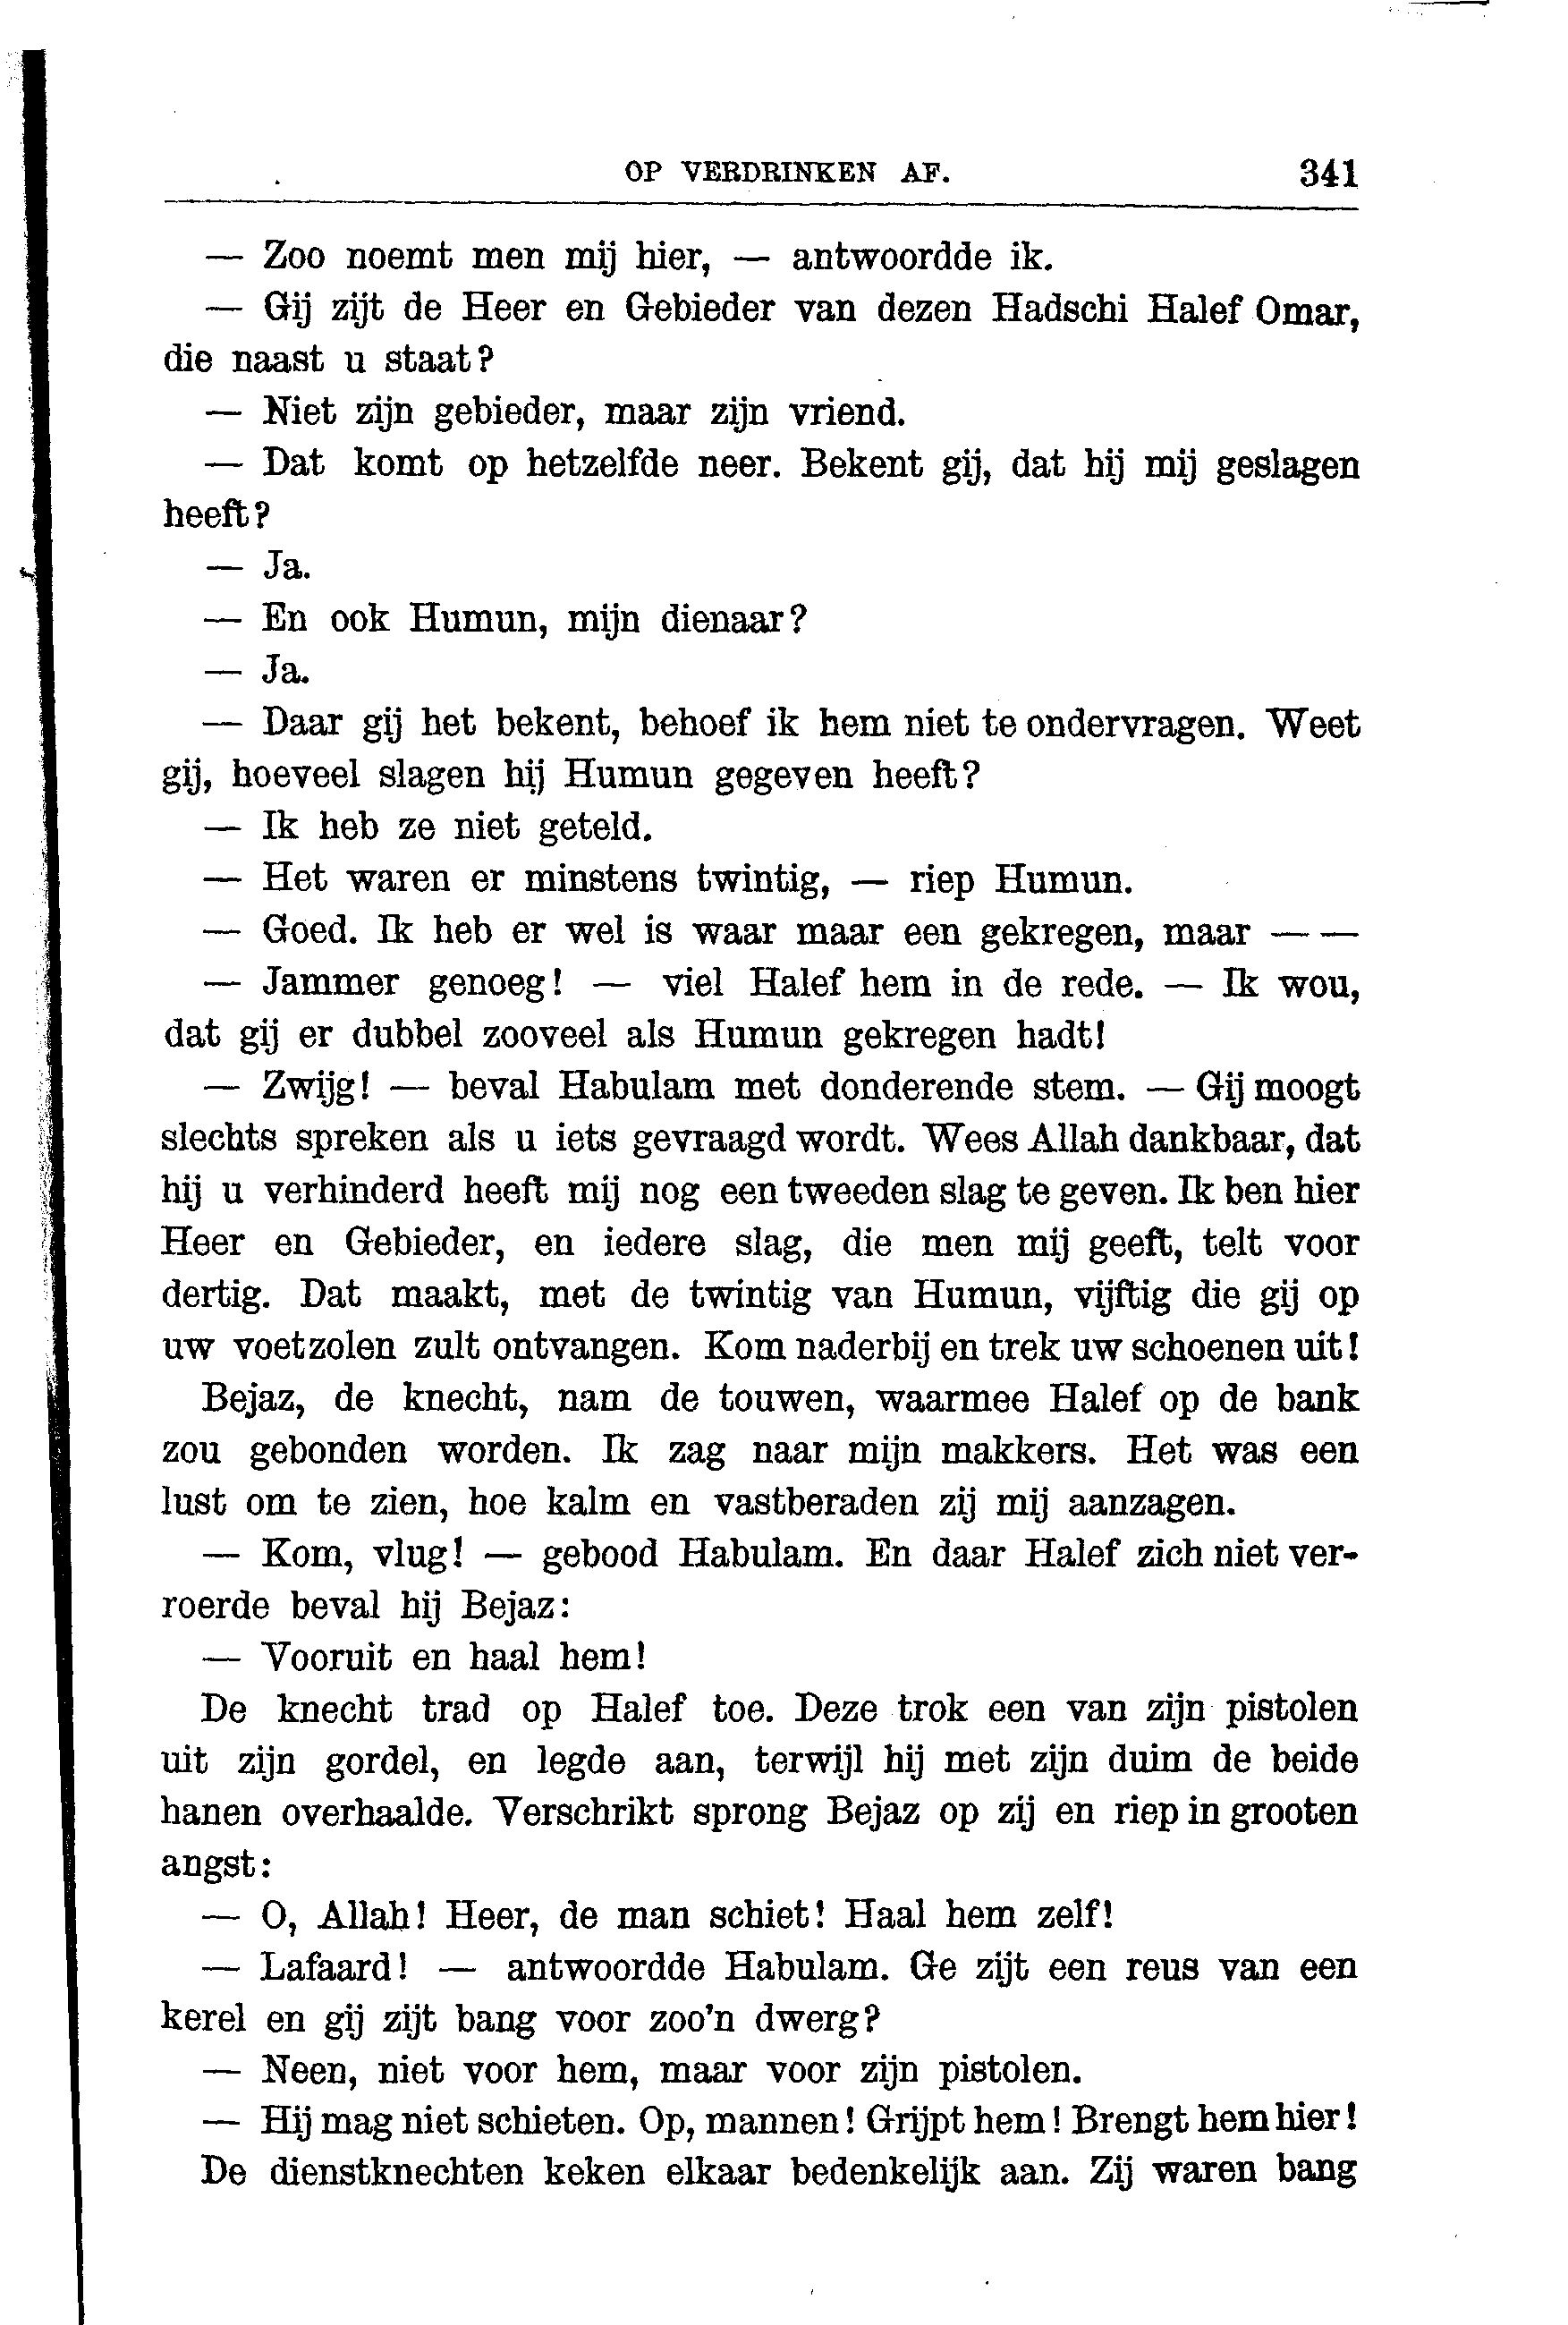 OP VERDRINKEN AF. 341
— Zoo noemt men mij hier, — antwoordde ik.
— Gij zijt de Heer en Gebieder van dezen Hadschi Halef Omar,
die naast u staat?
— Niet zijn gebieder, maar zijn vriend.
— Dat komt op hetzelfde neer. Bekent gij, dat hij mij geslagen
heeft?
— Ja.
— En ook Humun, mijn dienaar?
— Ja.
— Daar gij het bekent, behoef ik hem niet te ondervragen. Weet
gij, hoeveel slagen hij Humun gegeven heeft?
— Ik heb ze niet geteld.
— Het waren er minstens twintig, — riep Humun.
— Goed. Ik heb er wel is waar maar een gekregen, maar — —
— Jammer genoeg! — viel Halef hem in de rede. — Ik wou,
dat gij er dubbel zooveel als Humun gekregen hadt!
— Zwijg! — beval Habulam met donderende stem. — Gij moogt
slechts spreken als u iets gevraagd wordt. Wees Allah dankbaar, dat
hij u verhinderd heeft mij nog een tweeden slag te geven. Ik ben hier
Heer en Gebieder, en iedere slag, die men mij geeft, telt voor
dertig. Dat maakt, met de twintig van Humun, vijftig die gij op
uw voetzolen zult ontvangen. Kom naderbij en trek uw schoenen uit!
Bejaz, de knecht, nam de touwen, waarmee Halef op de bank
zou gebonden worden. Ik zag naar mijn makkers. Het was een
lust om te zien, hoe kalm en vastberaden zij mij aanzagen.
— Kom, vlug! — gebood Habulam. En daar Halef zich niet ver-
roerde beval hij Bejaz:
— Vooruit en haal hem!
De knecht trad op Halef toe. Deze trok een van zijn pistolen
uit zijn gordel, en legde aan, terwijl hij met zijn duim de beide
hanen overhaalde. Verschrikt sprong Bejaz op zij en riep in grooten
angst:
— O, Allah! Heer, de man schiet! Haal hem zelf!
— Lafaard! — antwoordde Habulam. Ge zijt een reus van een
kerel en gij zijt bang voor zoo'n dwerg?
— Neen, niet voor hem, maar voor zijn pistolen.
— Hij mag niet schieten. Op, mannen! Grijpt hem! Brengt hem hier!
De dienstknechten keken elkaar bedenkelijk aan. Zij waren bang